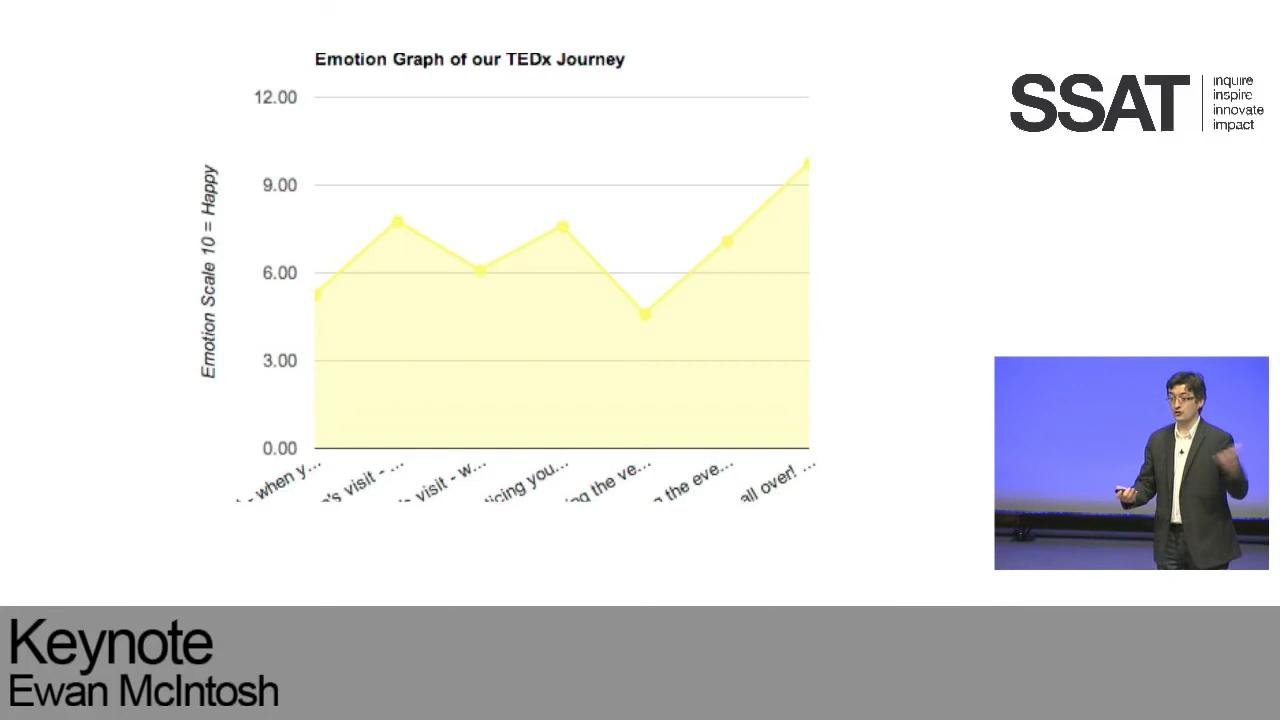 Emotion Graph of our TEDx Journey
12.00
9.00
6.00
3.00
0.00
Emotion Scale 10 = Happy
- when y...
's visit - ...
visit - w...
ticing you...
the ve...
the eve...
all over! ...
SSAT
inquire
inspire
innovate
impact
Keynote
Ewan McIntosh